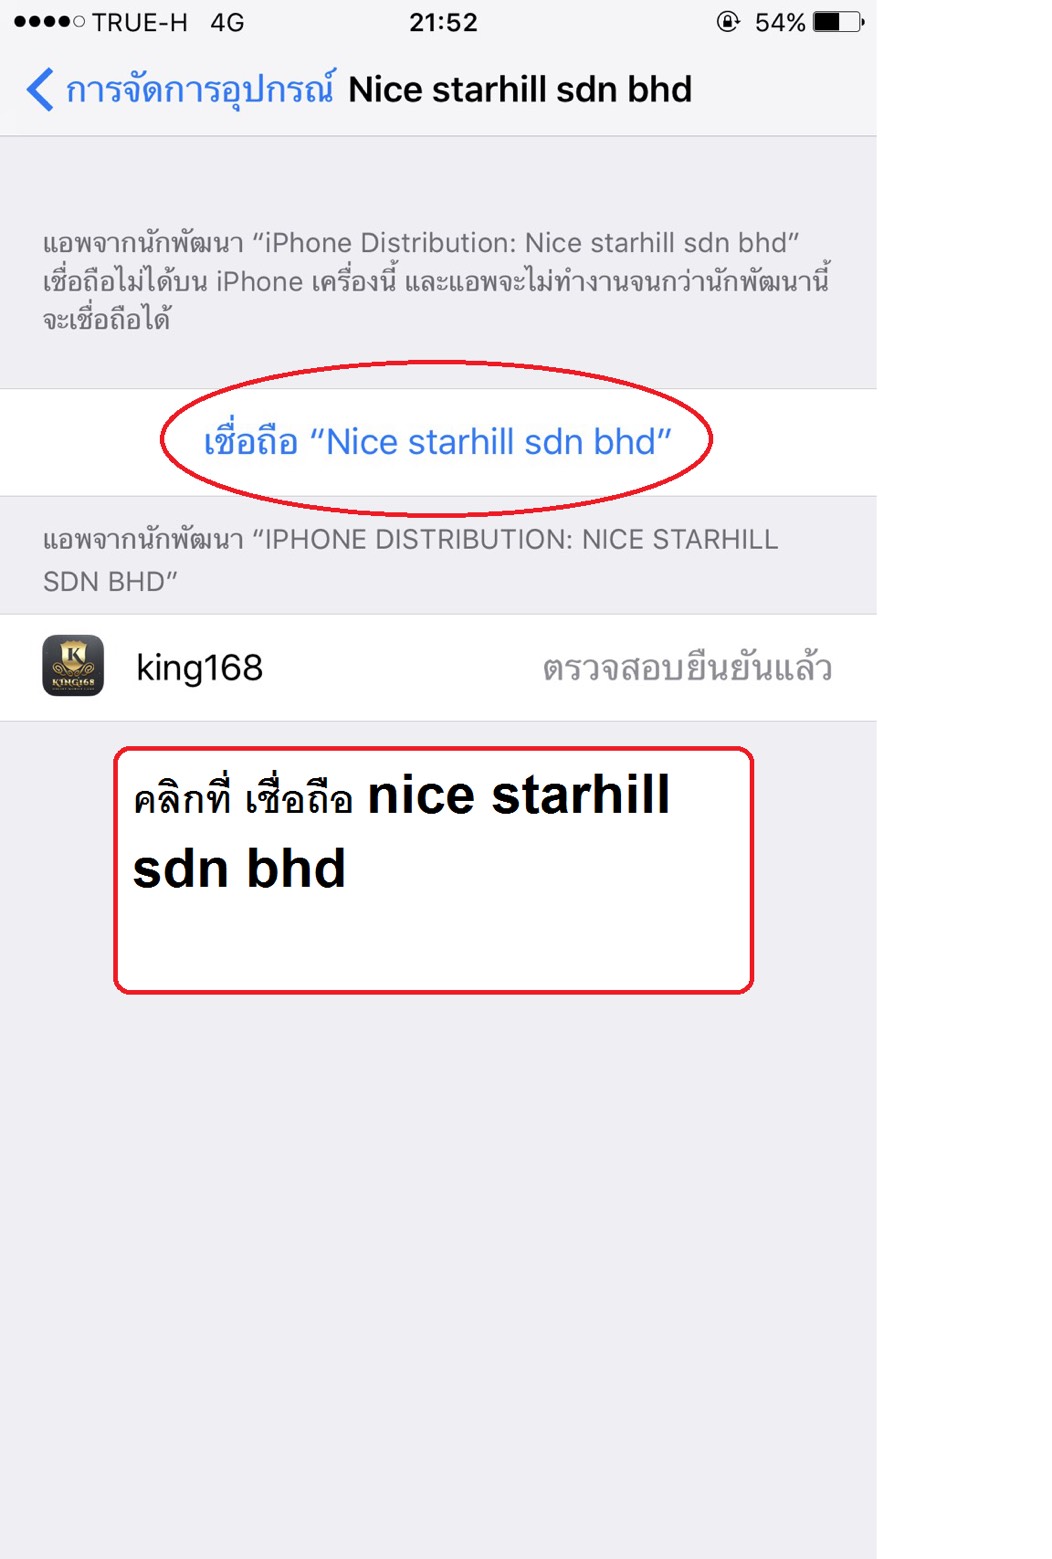 TRUE-H 4G 21:52 54%
การจัดการอุปกรณ์ Nice starhill sdn bhd
แอพจากนักพัฒนา “iPhone Distribution: Nice starhill sdn bhd”
เชื่อถือไม่ได้บน iPhone เครื่องนี้ และแอพจะไม่ทำงานจนกว่านักพัฒนานี้
จะเชื่อถือได้
เชื่อถือ “Nice starhill sdn bhd”
แอพจากนักพัฒนา “IPHONE DISTRIBUTION: NICE STARHILL
SDN BHD”
K
KING168
king168 ตรวจสอบยืนยันแล้ว
คลิกที่ เชื่อถือ nice starhill
sdn bhd